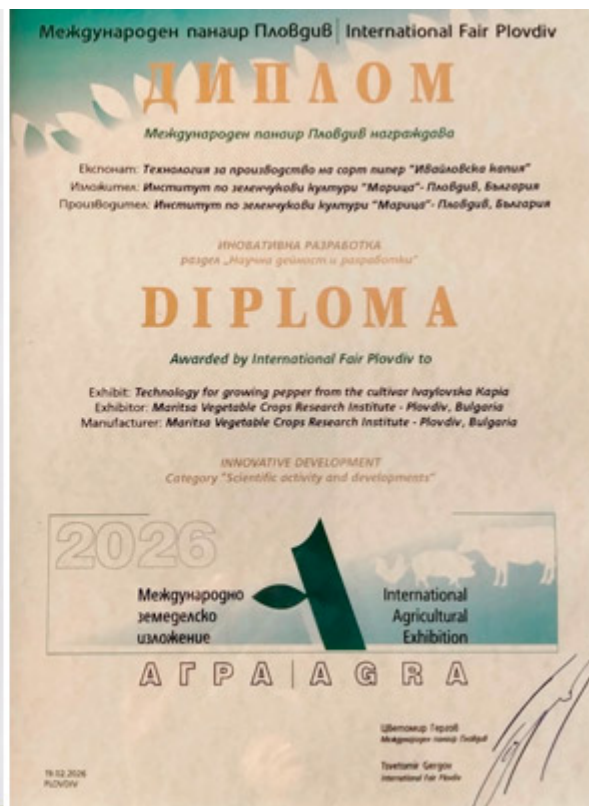 Международен панаир Пловдив | International Fair Plovdiv
ДИПЛОМ
Международен панаир Пловдив награждава
Експонат: Технология за производство на сорт пипер "Ивайловска капия"
Изложител: Институт по зеленчукови култури "Марица"- Пловдив, България
Производител: Институт по зеленчукови култури "Марица"- Пловдив, България
ИНОВАТИВНА РАЗРАБОТКА
раздел „Научна дейност и разработки"
DIPLOMA
Awarded by International Fair Plovdiv to
Exhibit: Technology for growing pepper from the cultivar Ivaylovska Kapia
Exhibitor: Maritsa Vegetable Crops Research Institute - Plovdiv, Bulgaria
Manufacturer: Maritsa Vegetable Crops Research Institute - Plovdiv, Bulgaria
INNOVATIVE DEVELOPMENT
Category "Scientific activity and developments"
2026
Международно
земеделско
изложение
International
Agricultural
Exhibition
АГРА | AGRA
Цветомир Гергов
Международен панаир Пловдив
Tsvetomir Gergov
International Fair Plovdiv
19.02.2026
PLOVDIV